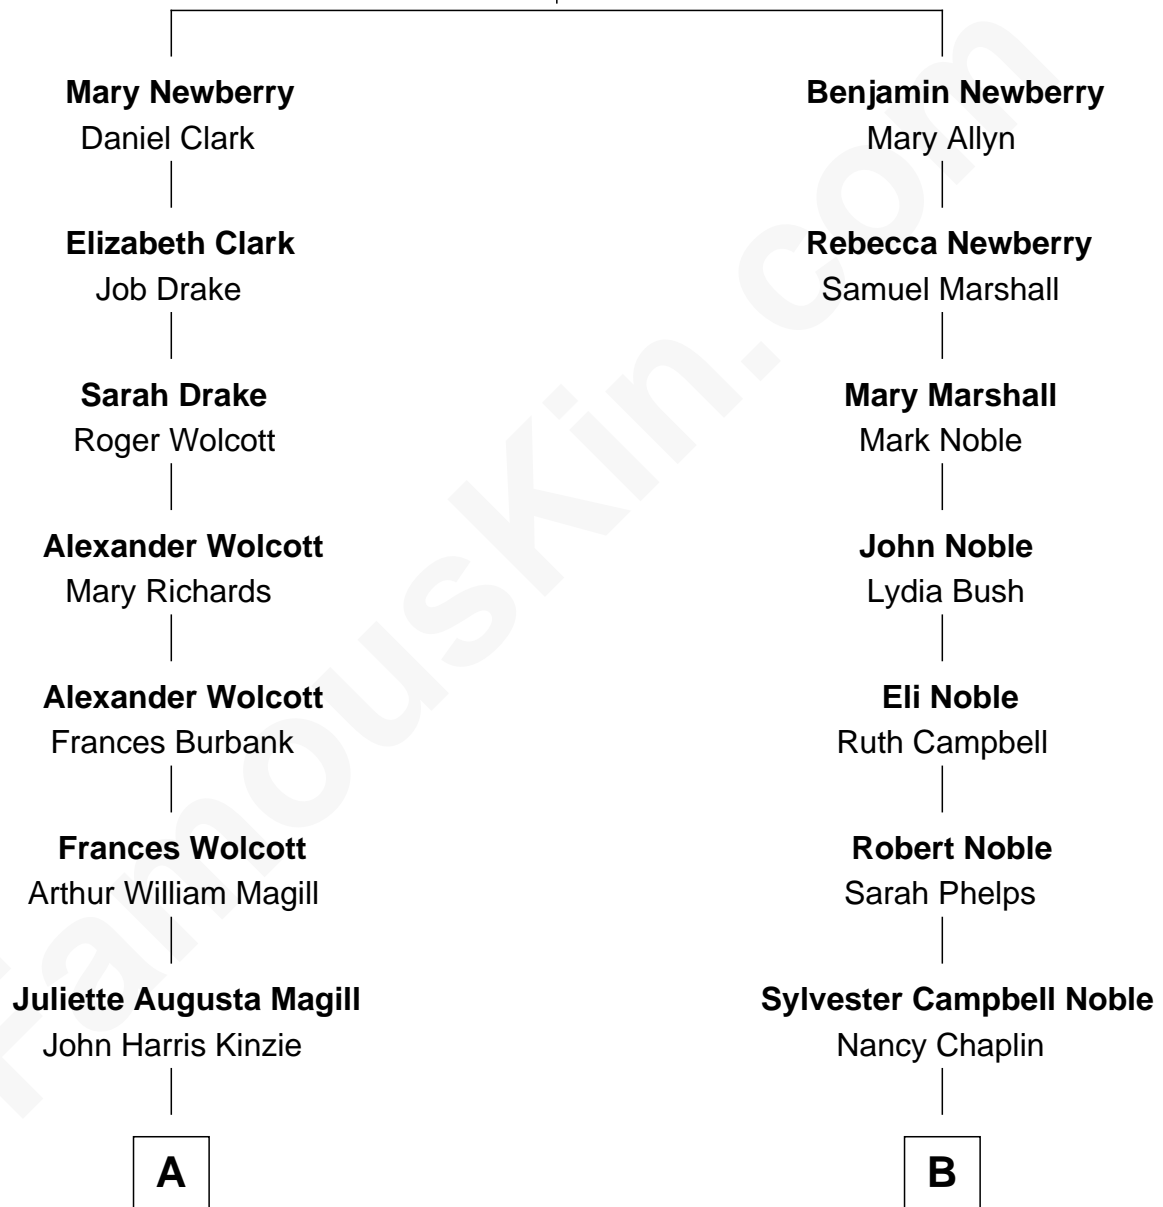 Mary Newberry
Daniel Clark
Elizabeth Clark
Job Drake
Sarah Drake
Roger Wolcott
Alexander Wolcott
Mary Richards
Alexander Wolcott
Frances Burbank
Frances Wolcott
Arthur William Magill
Juliette Augusta Magill
John Harris Kinzie
A
Benjamin Newberry
Mary Allyn
Rebecca Newberry
Samuel Marshall
Mary Marshall
Mark Noble
John Noble
Lydia Bush
Eli Noble
Ruth Campbell
Robert Noble
Sarah Phelps
Sylvester Campbell Noble
Nancy Chaplin
B
FamousKin.com